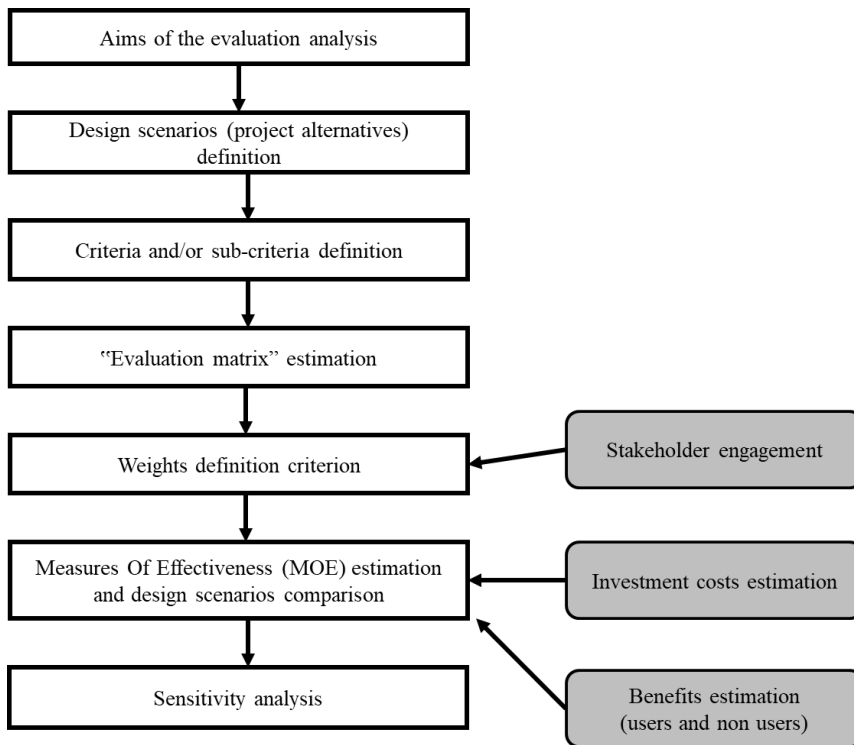 Aims of the evaluation analysis
Design scenarios (project alternatives)
definition
Criteria and/or sub-criteria definition
“Evaluation matrix” estimation
Weights definition criterion
Stakeholder engagement
Measures Of Effectiveness (MOE) estimation
and design scenarios comparison
Investment costs estimation
Sensitivity analysis
Benefits estimation
(users and non users)